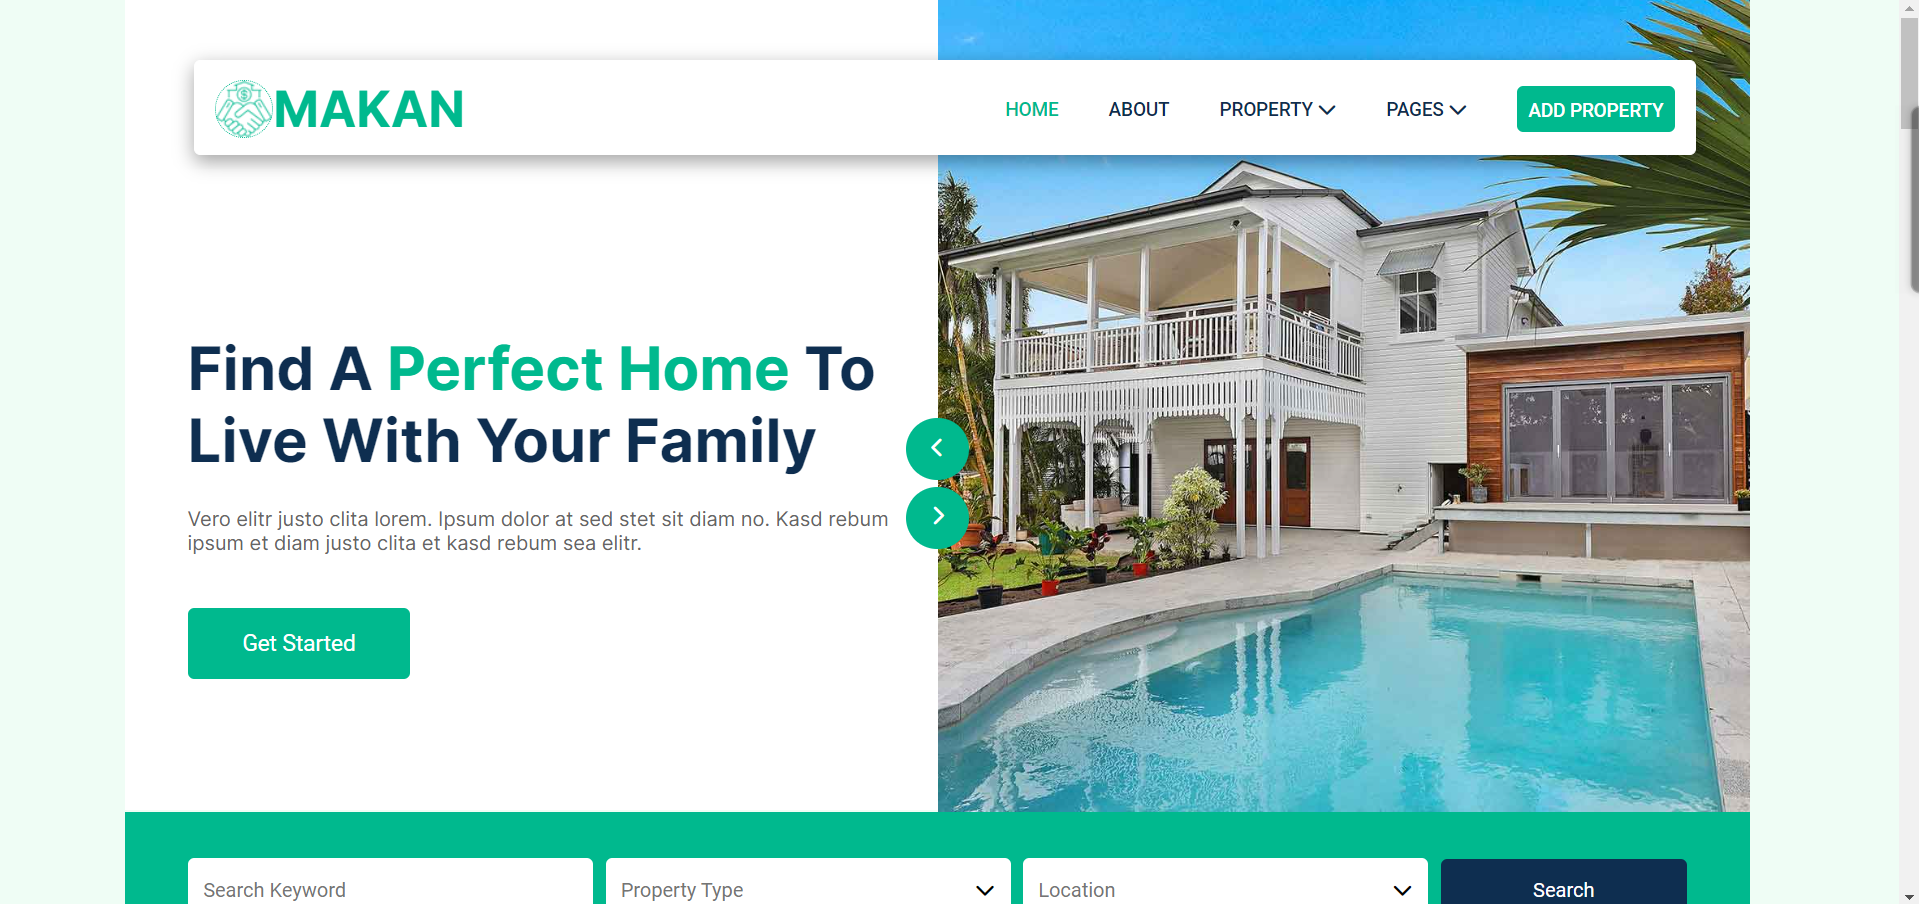 MAKAN
HOME
ABOUT
PROPERTY
PAGES
ADD PROPERTY
Find A Perfect Home To
Live With Your Family
Vero elitr justo clita lorem. Ipsum dolor at sed stet sit diam no. Kasd rebum
ipsum et diam justo clita et kasd rebum sea elitr.
Get Started
Search Keyword
Property Type
Location
Search